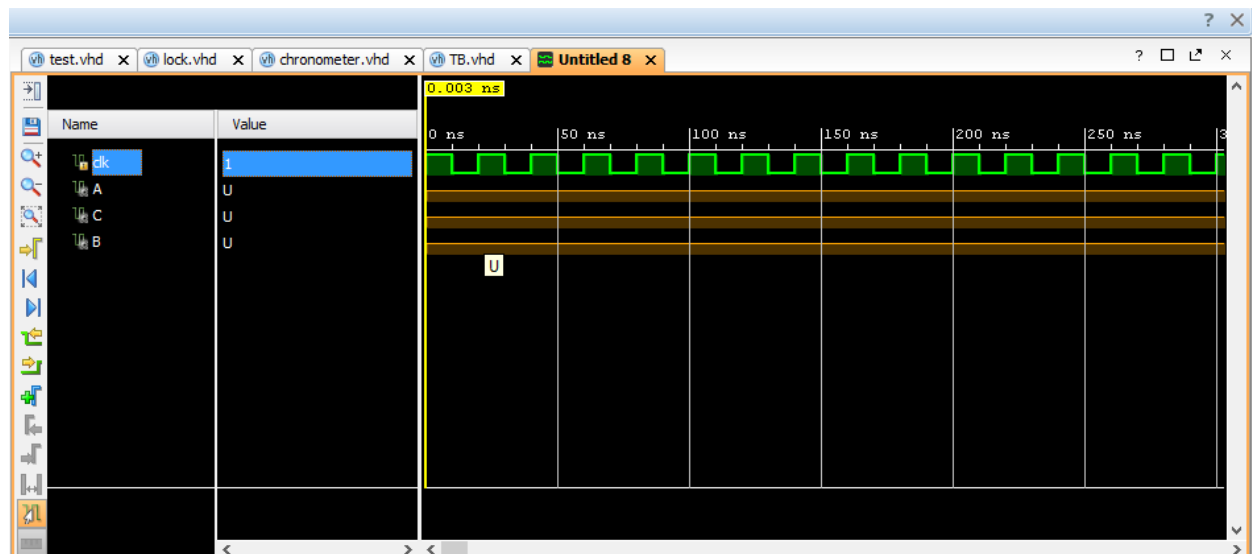 ? ×
test.vhd × lock.vhd × chronometer.vhd × TB.vhd × Untitled 8 × ? ×
0.003 ns
Name Value 0 ns 50 ns 100 ns 150 ns 200 ns 250 ns 3
clk 1
A U
C U
B U
U